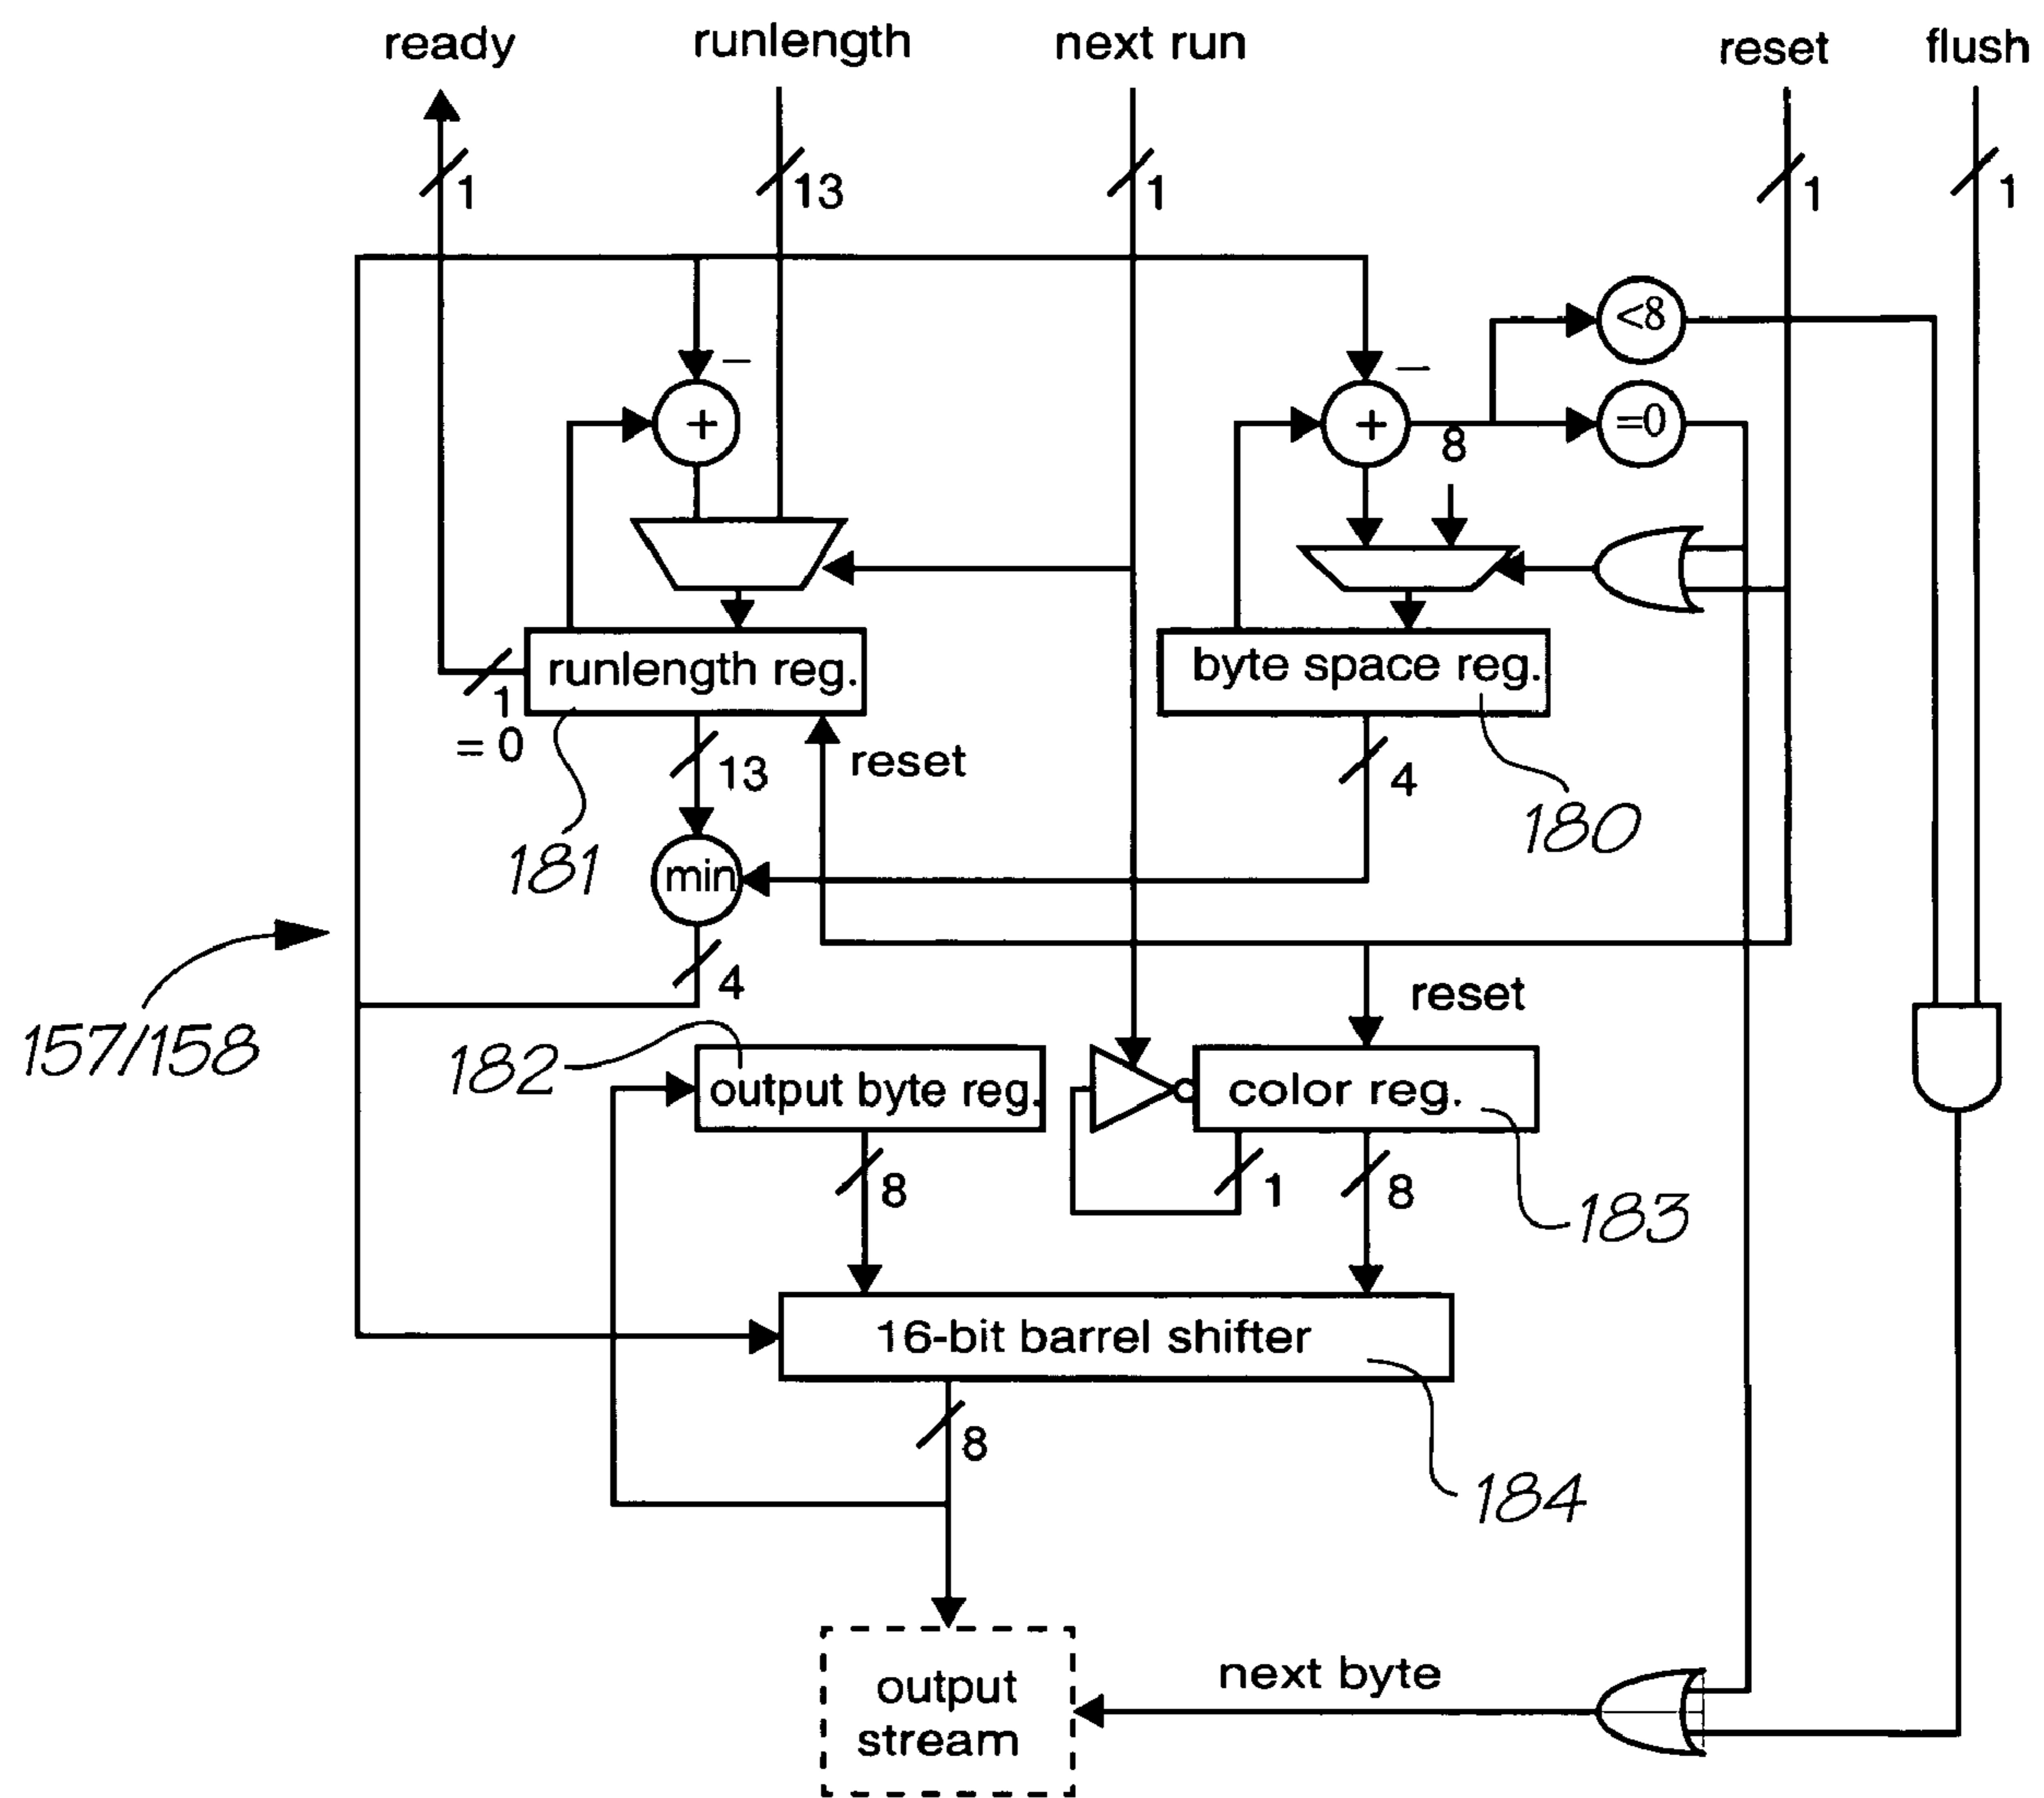 ready
runlength
next run
reset
flush
1
13
1
1
1
<8
−
−
+
+
8
=0
runlength reg.
byte space reg.
1
= 0
13
reset
4
180
181
min
4
reset
157/158
182
output byte reg.
color reg.
8
1
8
183
16-bit barrel shifter
8
184
next byte
output
stream